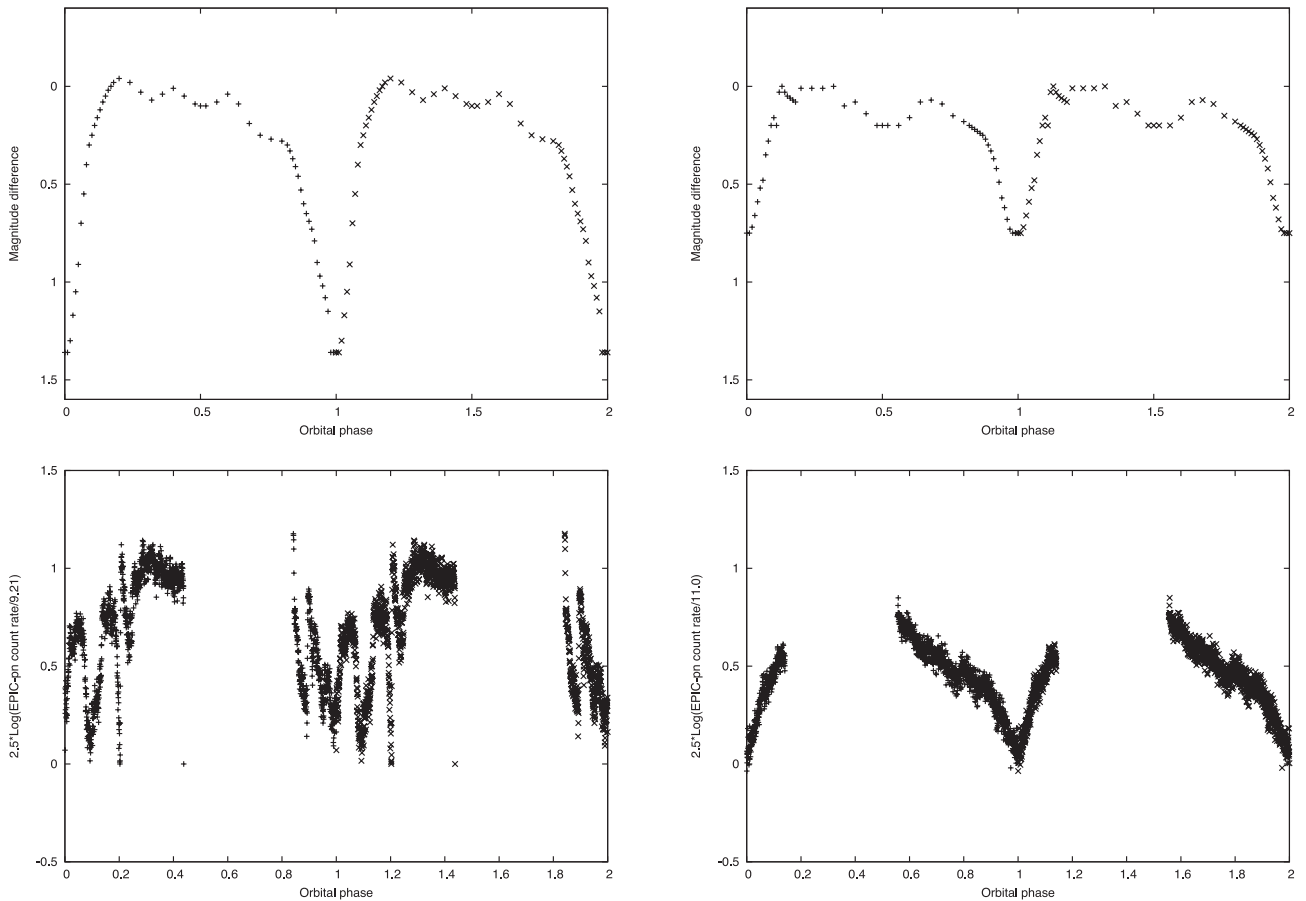 0
0.5
1
1.5
Magnitude difference
0 0.5 1 1.5 2
Orbital phase
0
0.5
1
1.5
Magnitude difference
0 0.5 1 1.5 2
Orbital phase
1.5
1
0.5
0
-0.5
2.5*Log(EPIC-pn count rate/9.21)
0 0.2 0.4 0.6 0.8 1 1.2 1.4 1.6 1.8 2
Orbital phase
1.5
1
0.5
0
-0.5
2.5*Log(EPIC-pn count rate/11.0)
0 0.2 0.4 0.6 0.8 1 1.2 1.4 1.6 1.8 2
Orbital phase